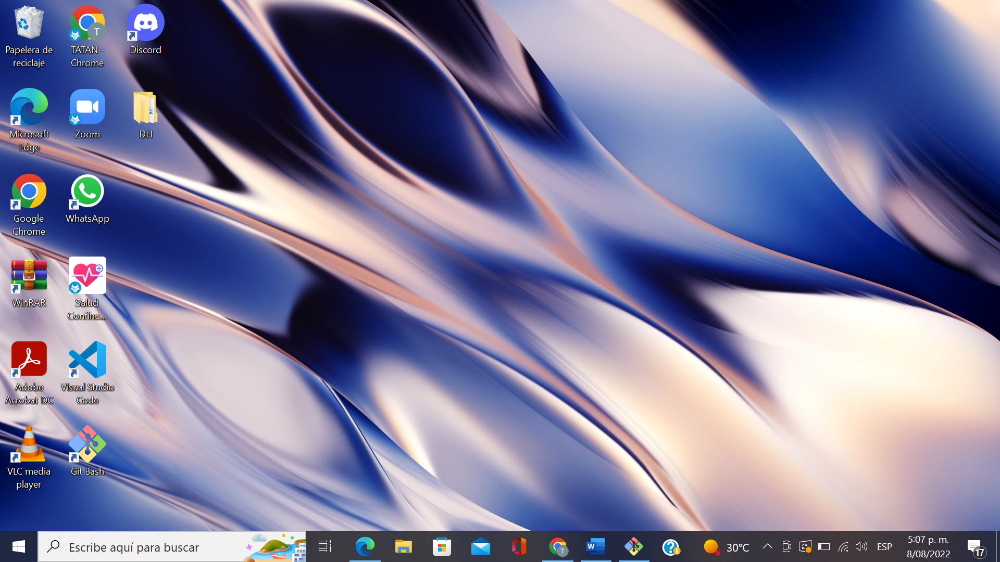 Papelera de
reciclaje
TATAN -
Chrome
T
Discord
Microsoft
Edge
Zoom
DH
Google
Chrome
WhatsApp
WinRAR
Salud
Continu...
Adobe
Acrobat DC
Visual Studio
Code
VLC media
player
Git Bash
Escribe aquí para buscar
T
W
30°C
ESP
5:07 p. m.
8/08/2022
17